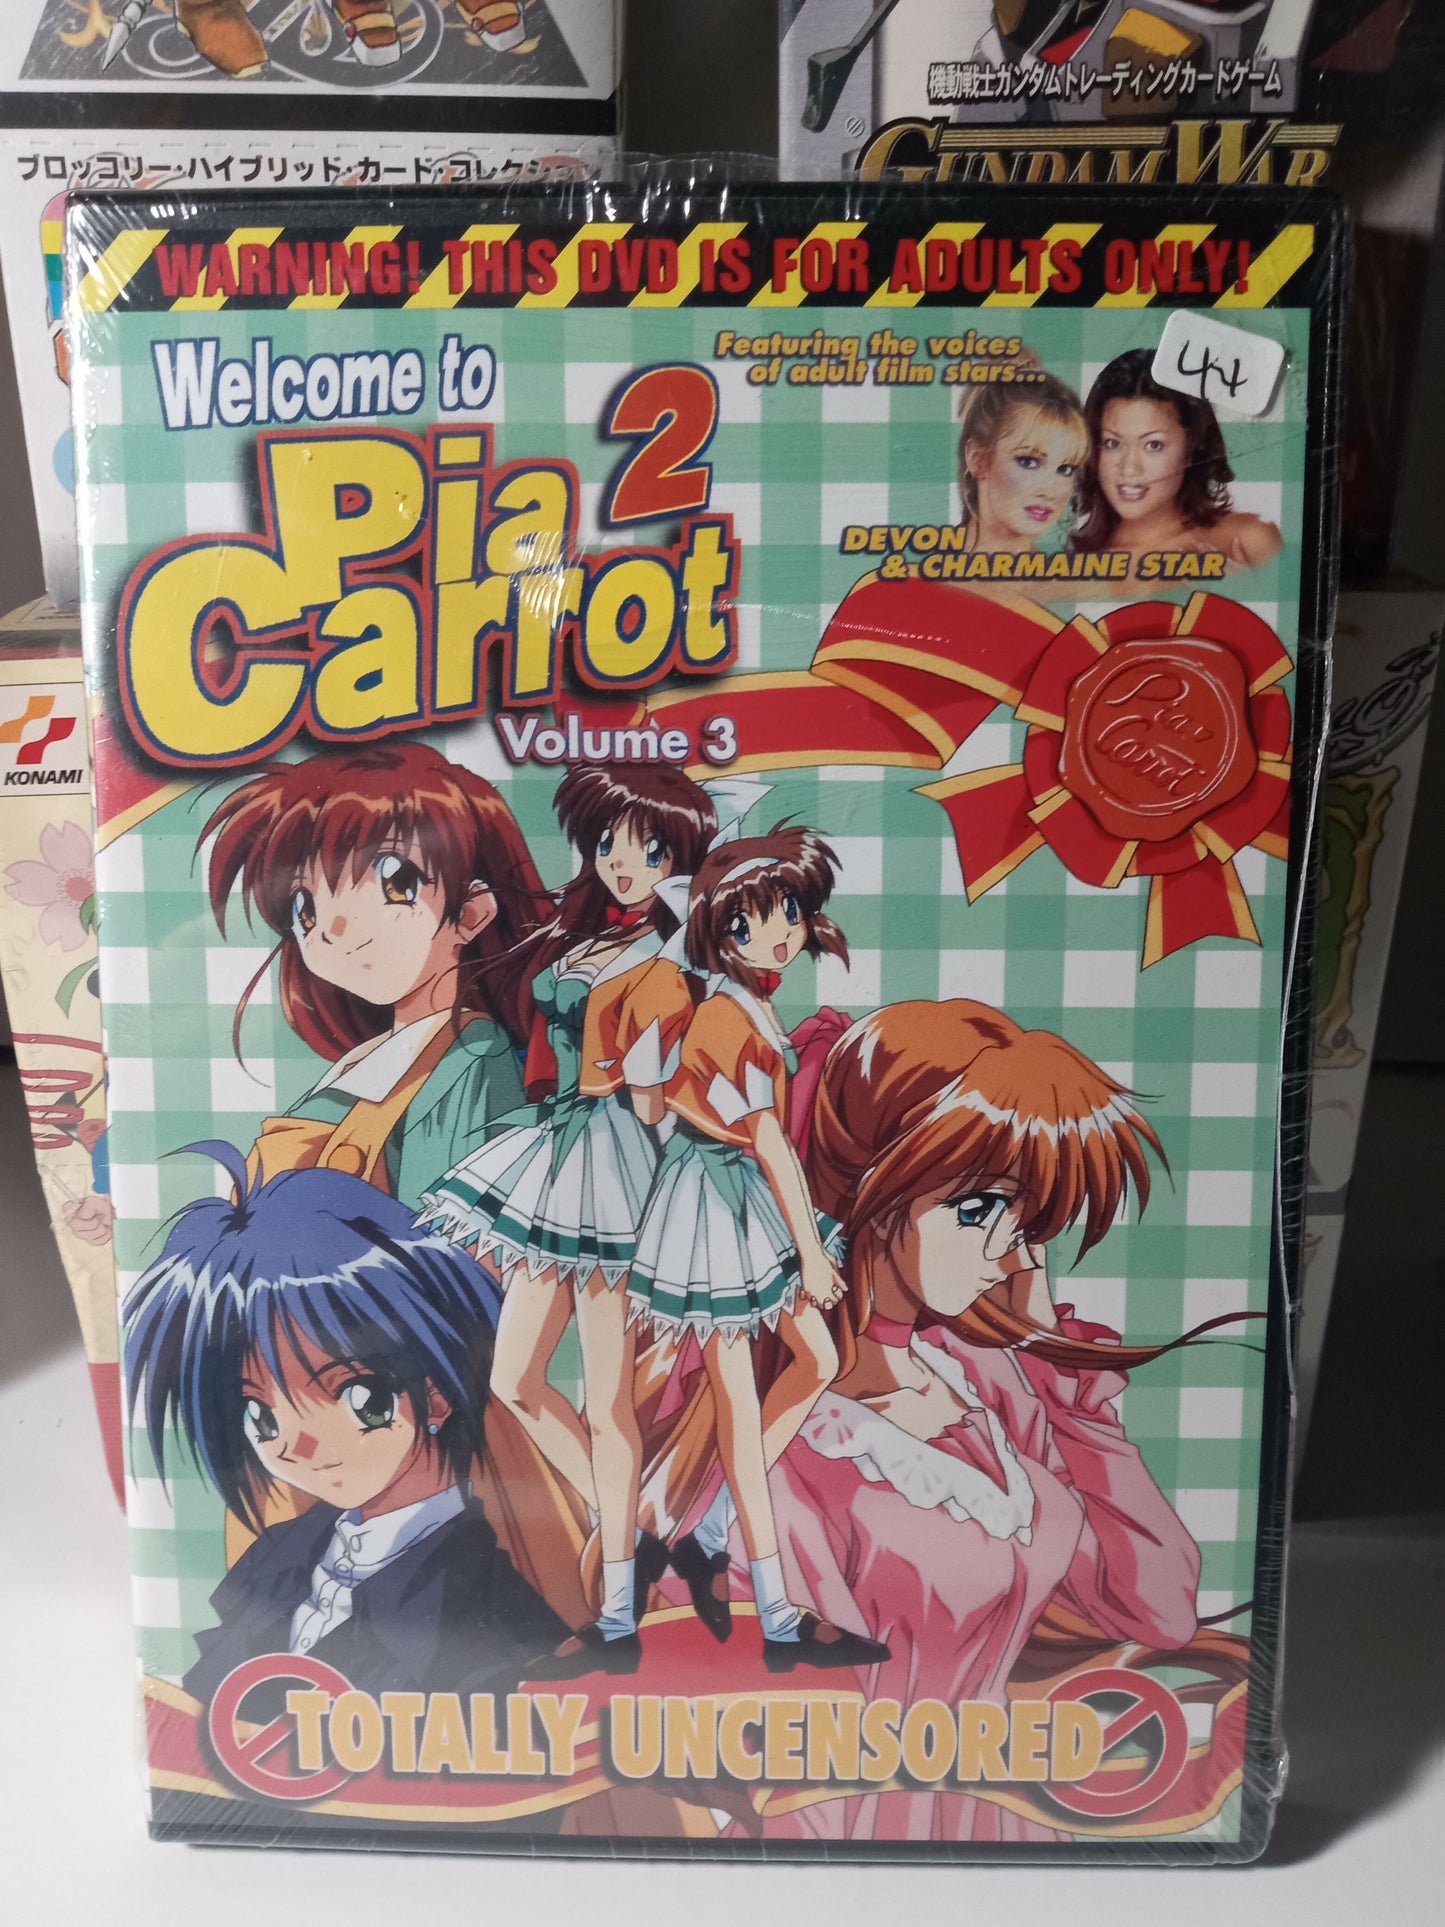 機動戦士ガンダムトレーディングカードゲーム
GUNDAM WAR
ブロッコリー・ハイブリッド・カード・コレクション
WARNING! THIS DVD IS FOR ADULTS ONLY!
Welcome to
Pia
Carrot
2
Volume 3
Featuring the voices
of adult film stars...
44
DEVON
& CHARMAINE STAR
Pia
Carrot
KONAMI
TOTALLY UNCENSORED